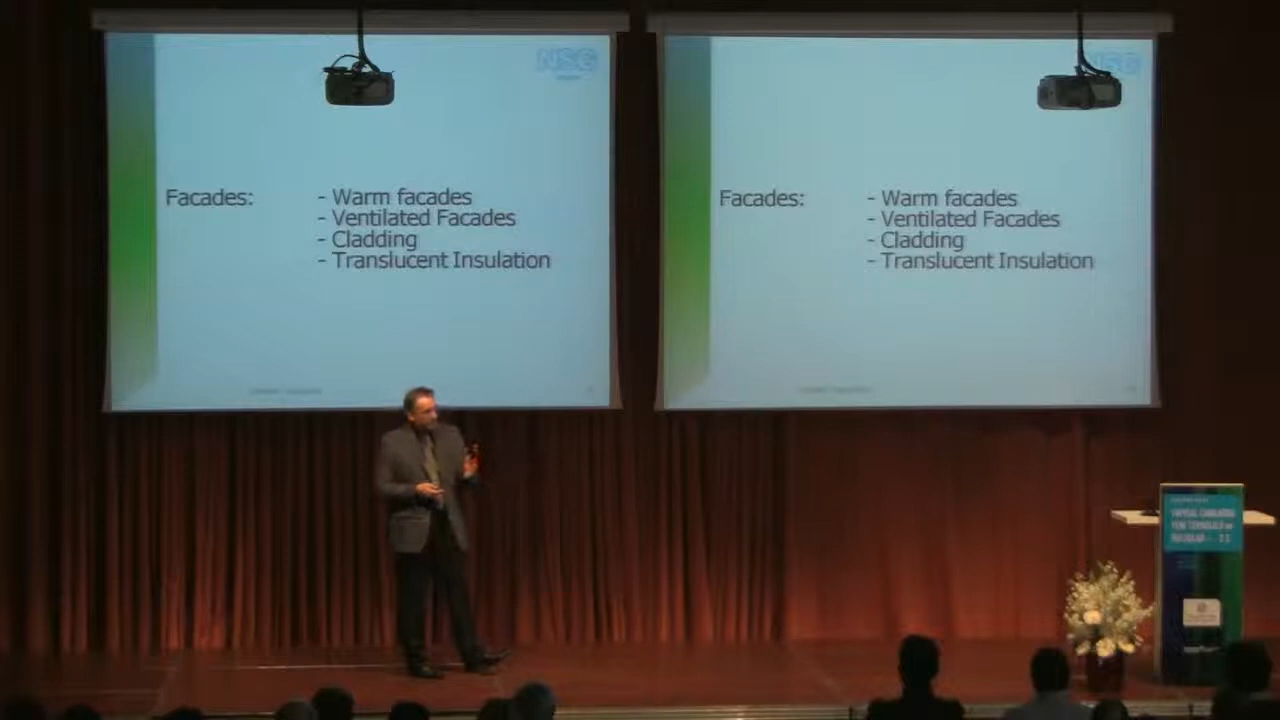 NSG
Facades: - Warm facades
- Ventilated Facades
- Cladding
- Translucent Insulation
NSG
Facades: - Warm facades
- Ventilated Facades
- Cladding
- Translucent Insulation